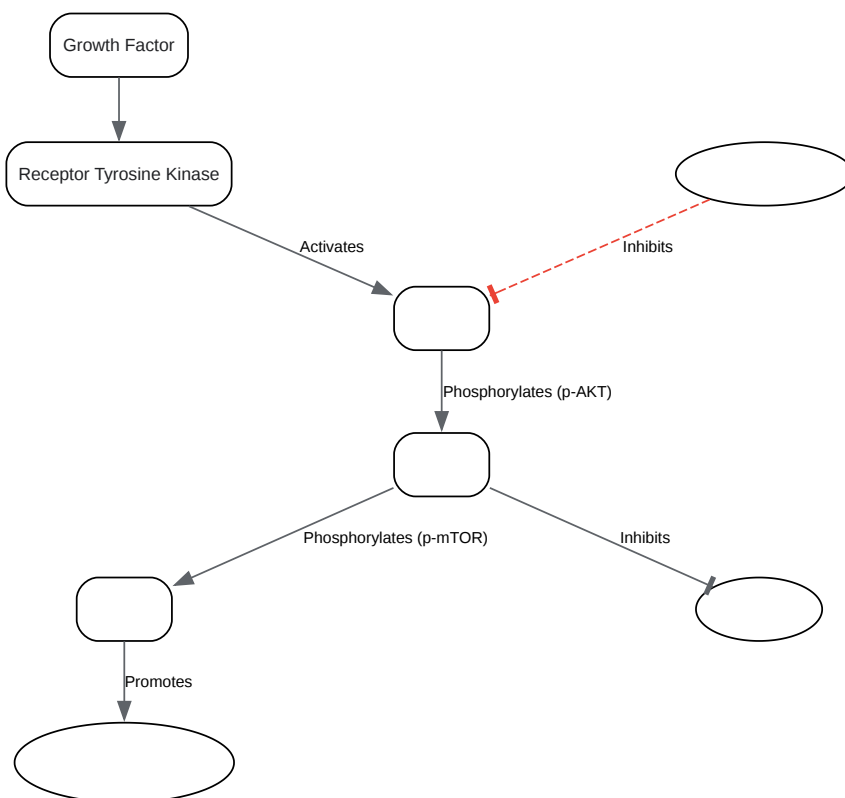 Growth Factor
Receptor Tyrosine Kinase
Activates
Inhibits
Phosphorylates (p-AKT)
Phosphorylates (p-mTOR)
Inhibits
Promotes